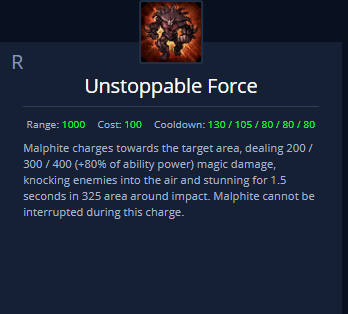 R
Unstoppable Force
Range: 1000 Cost: 100 Cooldown: 130 / 105 / 80 / 80 / 80
Malphite charges towards the target area, dealing 200 /
300 / 400 (+80% of ability power) magic damage,
knocking enemies into the air and stunning for 1.5
seconds in 325 area around impact. Malphite cannot be
interrupted during this charge.